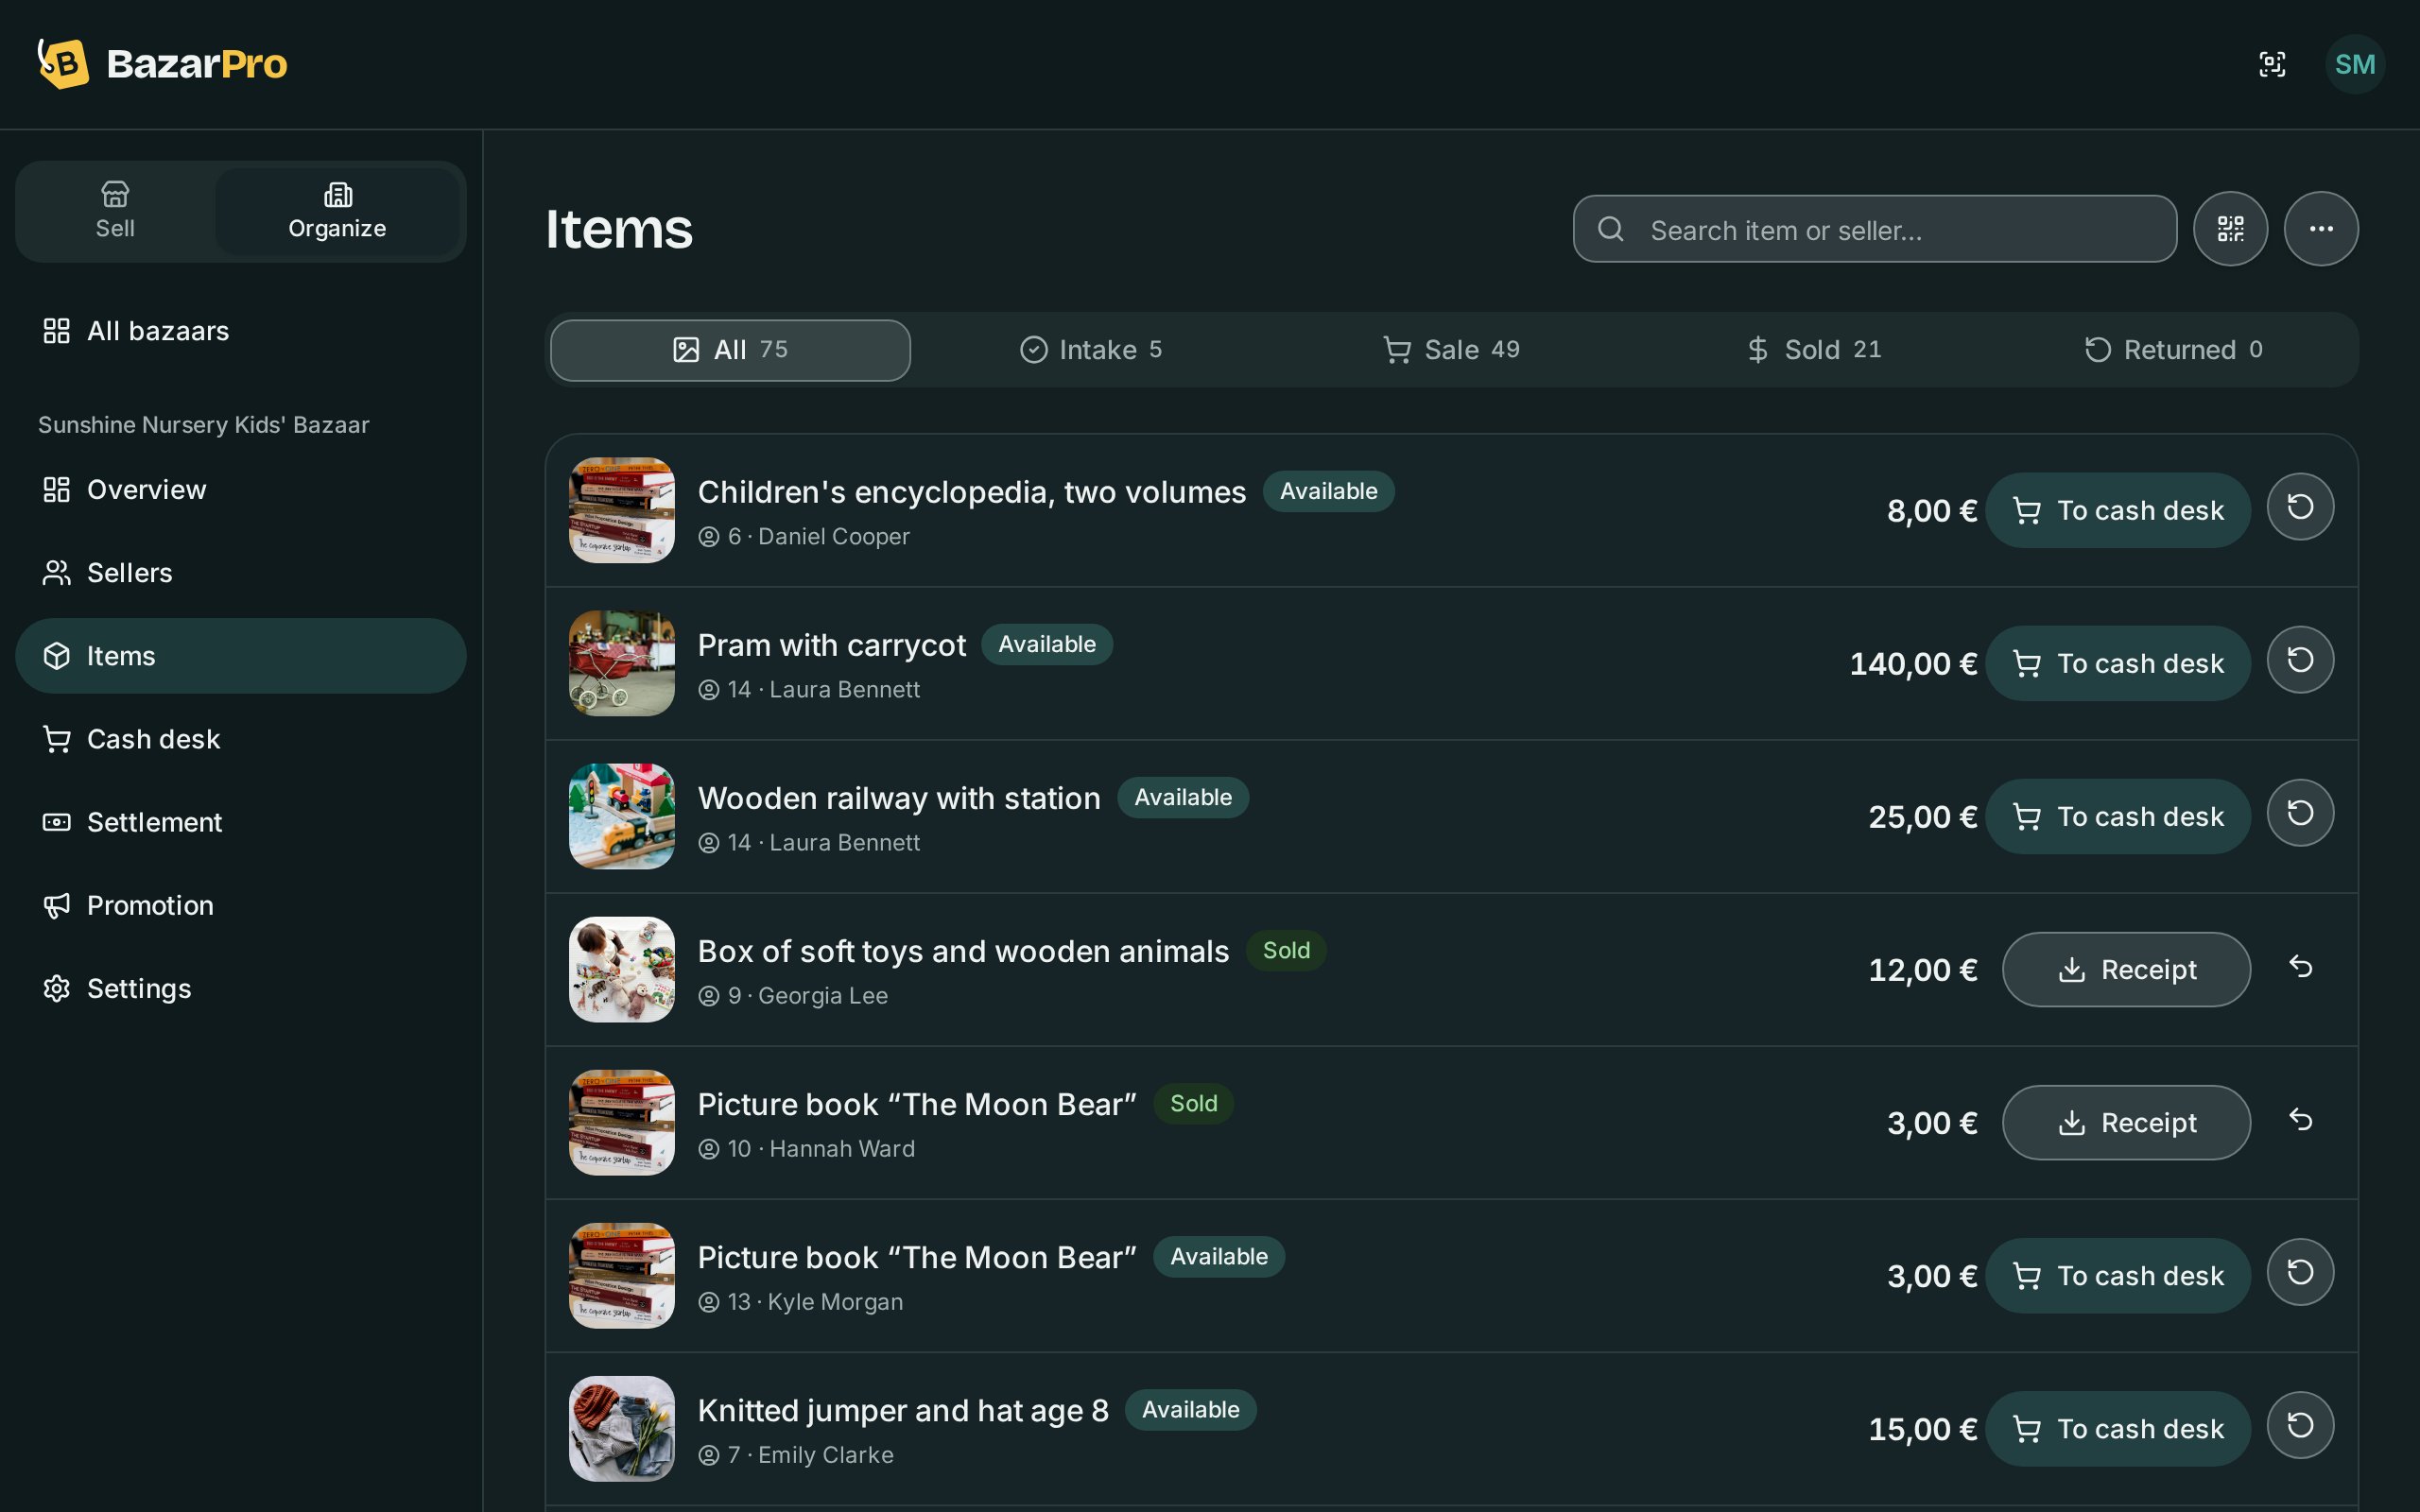 BazarPro
SM
Sell
Organize
All bazaars
Sunshine Nursery Kids' Bazaar
Overview
Sellers
Items
Cash desk
Settlement
Promotion
Settings
Items
Search item or seller...
All 75
Intake 5
Sale 49
Sold 21
Returned 0
Children's encyclopedia, two volumes Available
6 · Daniel Cooper
8,00 € To cash desk
Pram with carrycot Available
14 · Laura Bennett
140,00 € To cash desk
Wooden railway with station Available
14 · Laura Bennett
25,00 € To cash desk
Box of soft toys and wooden animals Sold
9 · Georgia Lee
12,00 € Receipt
Picture book “The Moon Bear” Sold
10 · Hannah Ward
3,00 € Receipt
Picture book “The Moon Bear” Available
13 · Kyle Morgan
3,00 € To cash desk
Knitted jumper and hat age 8 Available
7 · Emily Clarke
15,00 € To cash desk